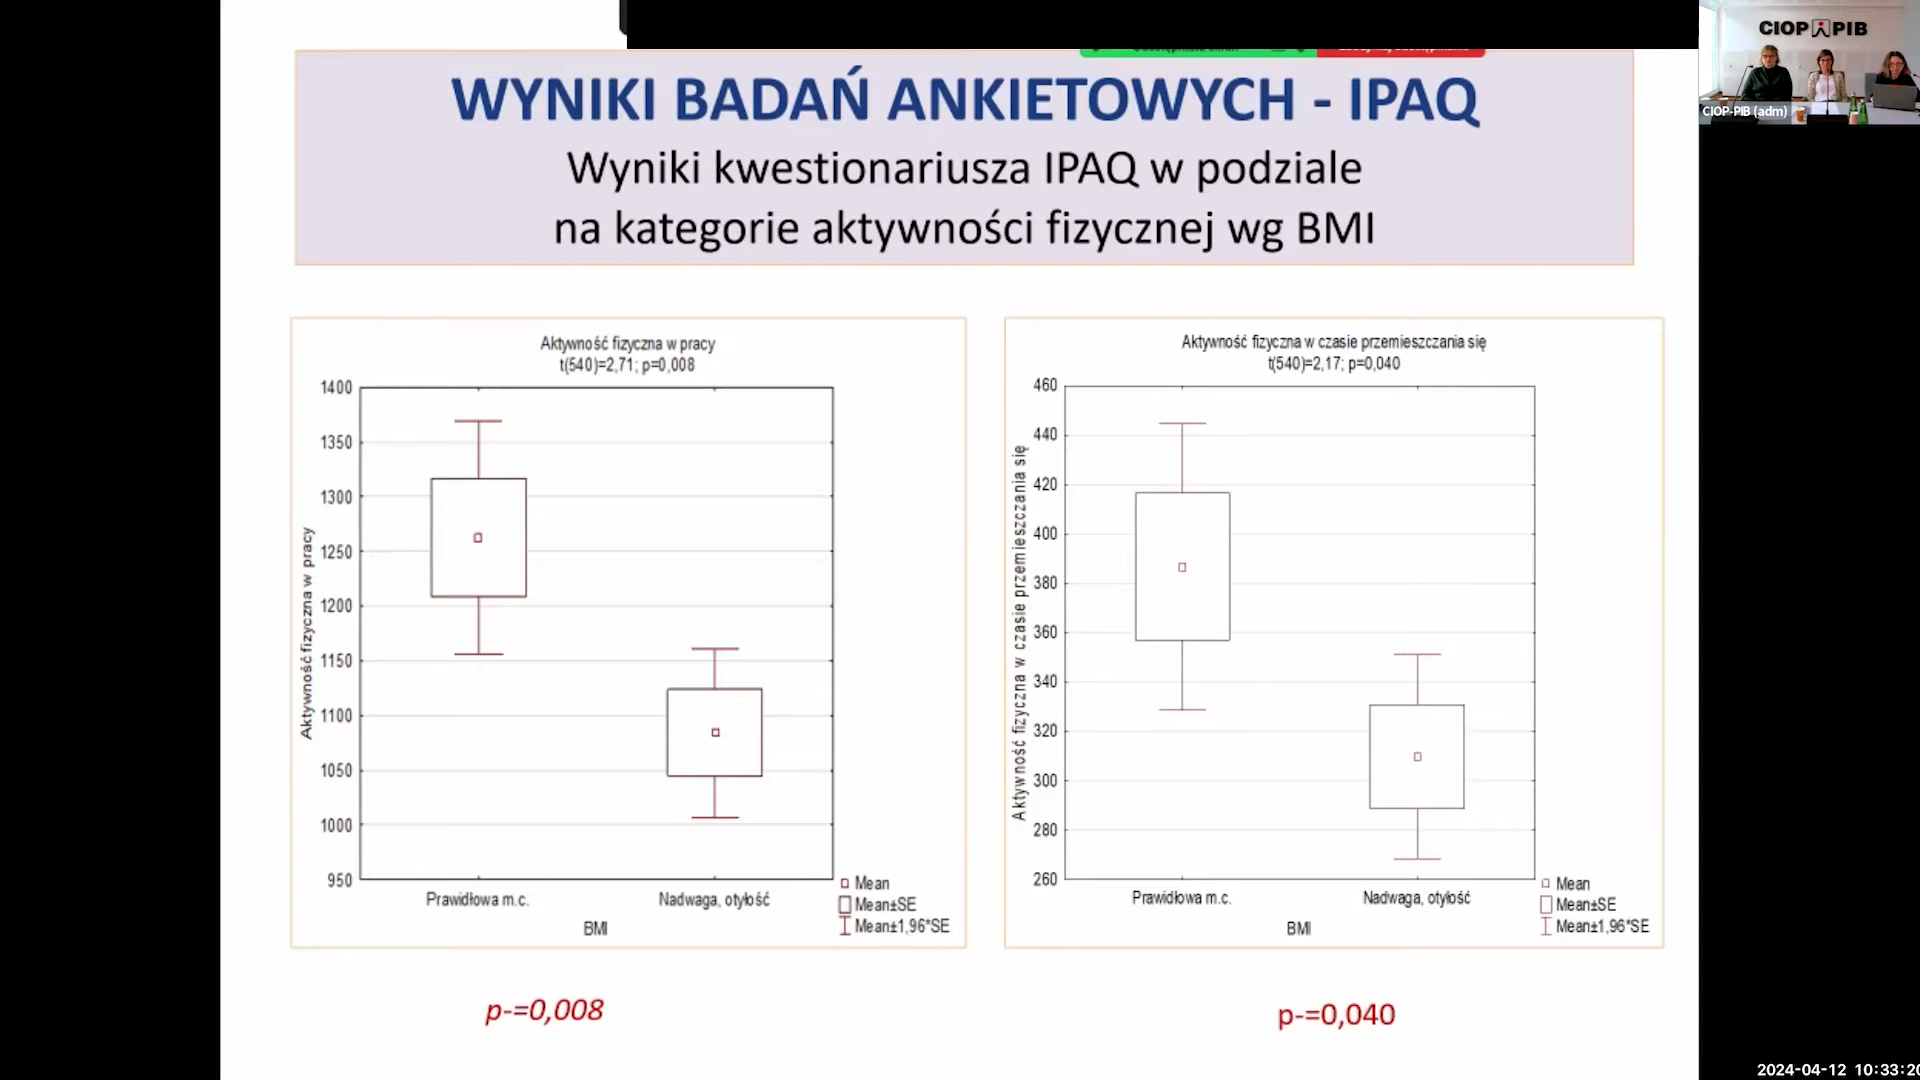 WYNIKI BADAŃ ANKIETOWYCH - IPAQ
Wyniki kwestionariusza IPAQ w podziale
na kategorie aktywności fizycznej wg BMI
CIOP PIB
CIOP-PIB (adm)
Aktywność fizyczna w pracy
t(540)=2,71; p=0,008
1400
1350
1300
1250
1200
1150
1100
1050
1000
950
Aktywność fizyczna w pracy
Prawidłowa m.c.
Nadwaga, otyłość
BMI
Mean
Mean±SE
Mean±1,96*SE
p-=0,008
Aktywność fizyczna w czasie przemieszczania się
t(540)=2,17; p=0,040
460
440
420
400
380
360
340
320
300
280
260
Aktywność fizyczna w czasie przemieszczania się
Prawidłowa m.c.
Nadwaga, otyłość
BMI
Mean
Mean±SE
Mean±1,96*SE
p-=0,040
2024-04-12 10:33:20